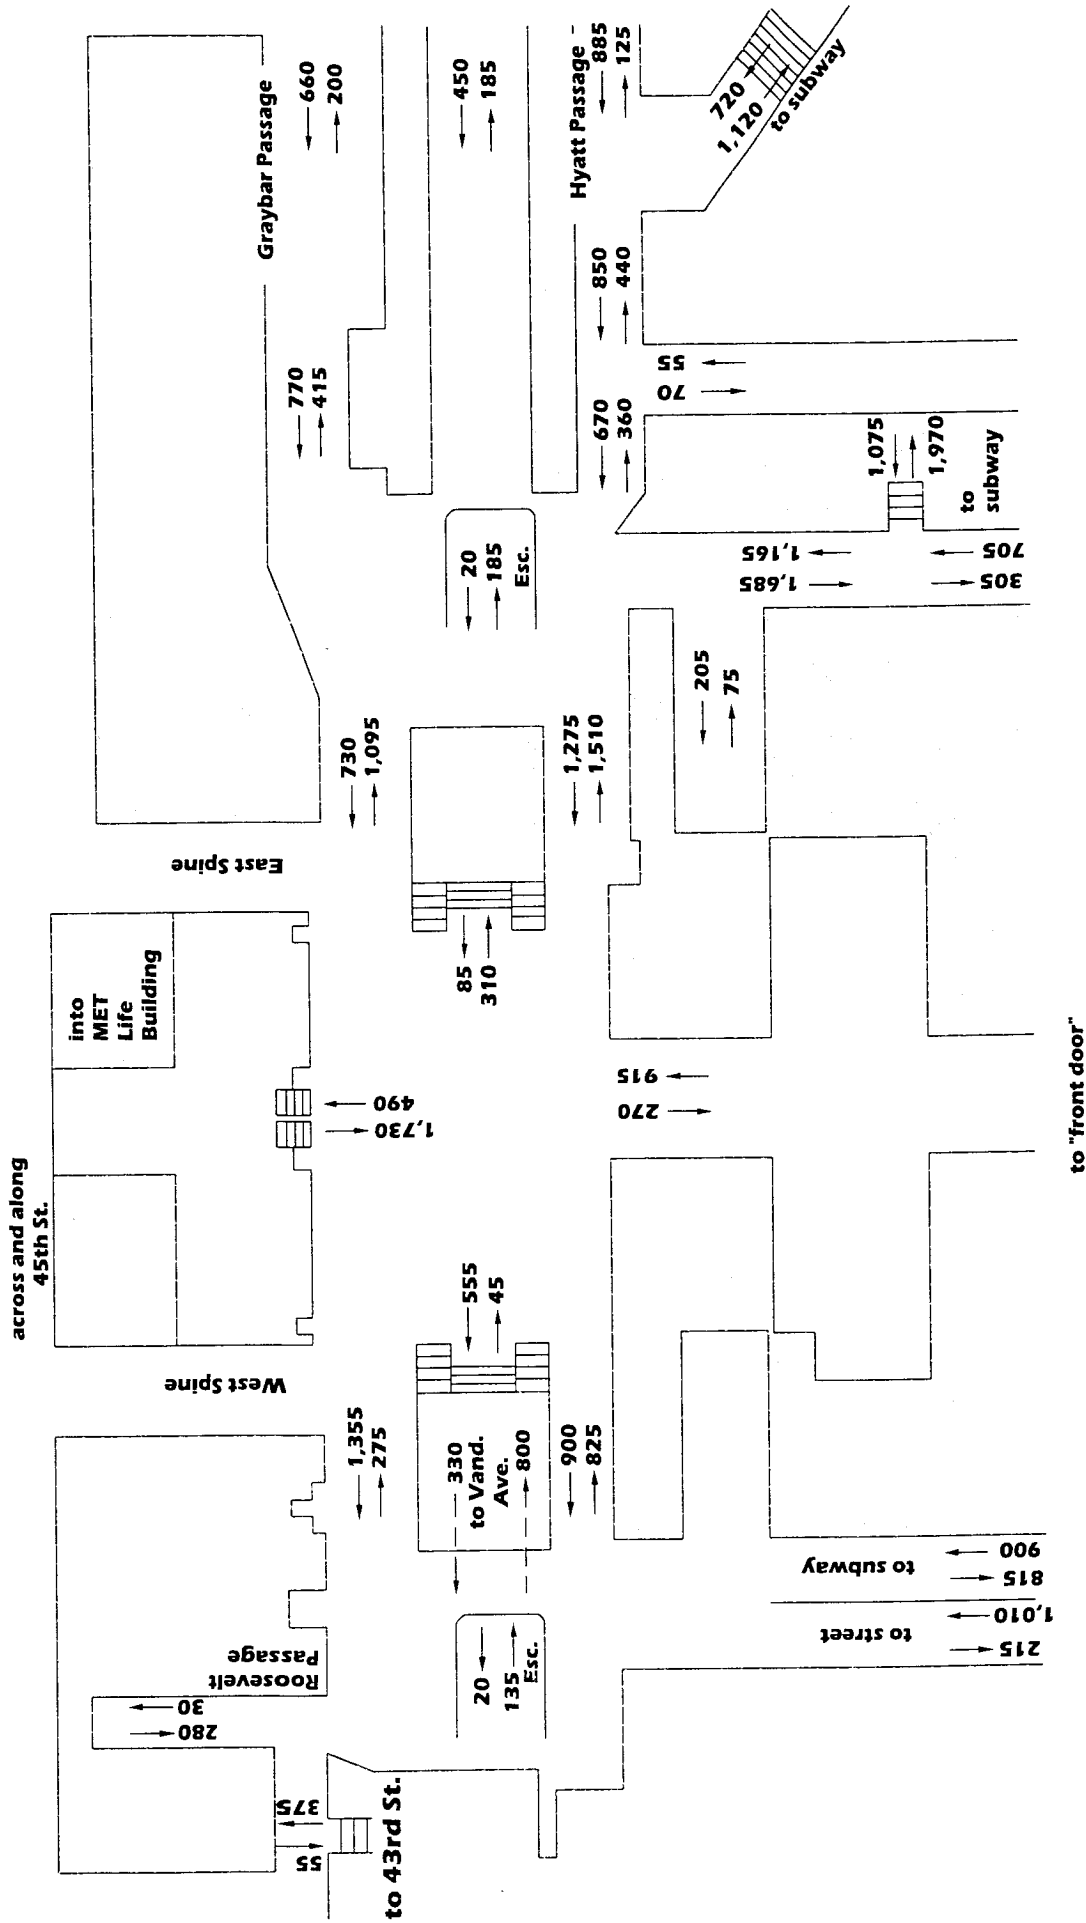 Graybar Passage
660
200
450
185
Hyatt Passage
885
125
720
1,120
to subway
770
415
850
440
670
360
55
70
20
185
Esc.
1,075
1,970
to
subway
1,165
1,685
705
305
205
75
730
1,095
1,275
1,510
East Spine
85
310
into
MET
Life
Building
490
1,730
915
270
to "front door"
across and along
45th St.
West Spine
555
45
1,355
275
330
to Vand.
Ave.
800
900
825
to subway
900
815
to street
1,010
215
Roosevelt
Passage
30
280
20
135
Esc.
375
55
to 43rd St.